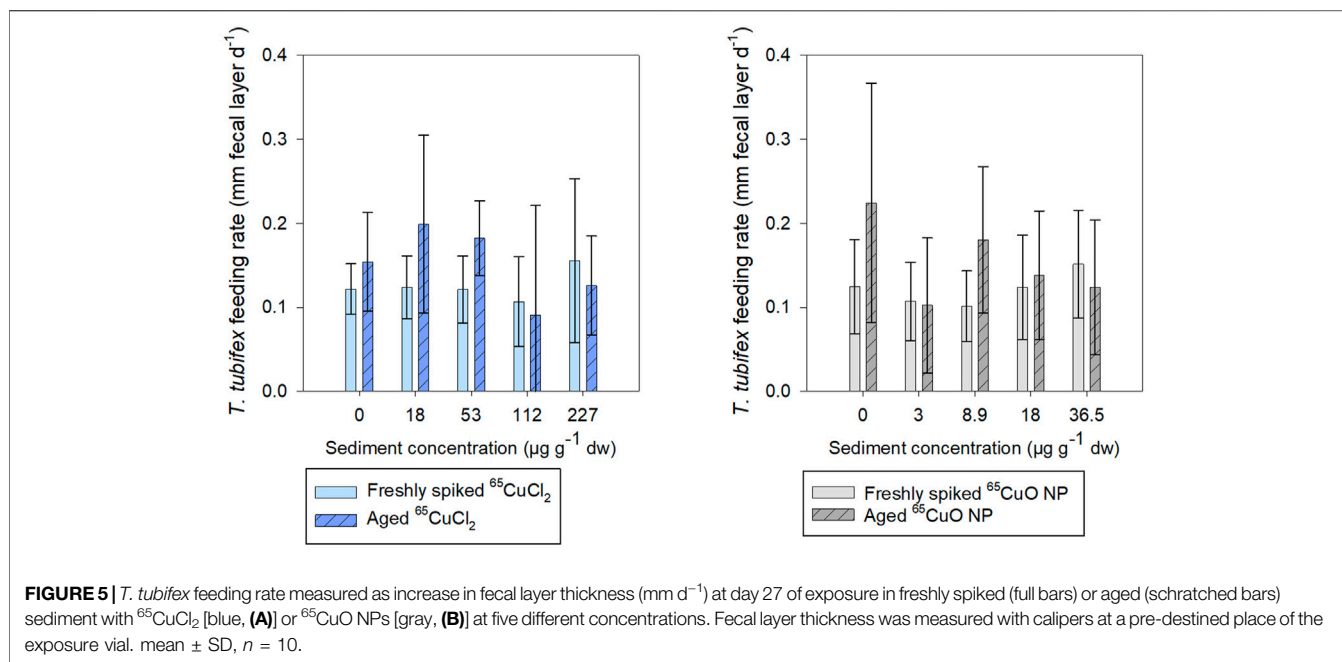 T. tubifex feeding rate (mm fecal layer d⁻¹)
0.4
0.3
0.2
0.1
0.0
0 18 53 112 227
Sediment concentration (µg g⁻¹ dw)
Freshly spiked ⁶⁵CuCl₂
Aged ⁶⁵CuCl₂
T. tubifex feeding rate (mm fecal layer d⁻¹)
0.4
0.3
0.2
0.1
0.0
0 3 8.9 18 36.5
Sediment concentration (µg g⁻¹ dw)
Freshly spiked ⁶⁵CuO NP
Aged ⁶⁵CuO NP
FIGURE 5 | T. tubifex feeding rate measured as increase in fecal layer thickness (mm d⁻¹) at day 27 of exposure in freshly spiked (full bars) or aged (schratched bars)
sediment with ⁶⁵CuCl₂ [blue, (A)] or ⁶⁵CuO NPs [gray, (B)] at five different concentrations. Fecal layer thickness was measured with calipers at a pre-destined place of the
exposure vial. mean ± SD, n = 10.